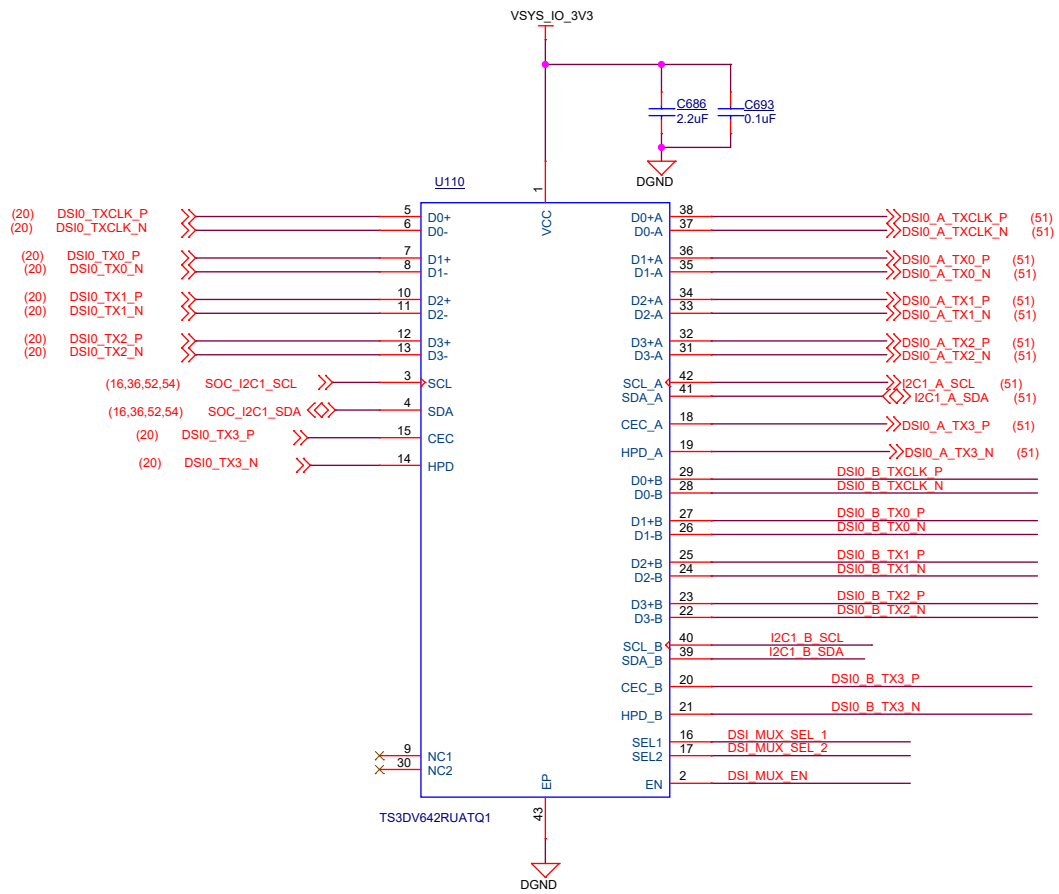 VSYS_IO_3V3
C686
2.2uF
C693
0.1uF
DGND
U110
1
VCC
(20) DSI0_TXCLK_P 5 D0+
(20) DSI0_TXCLK_N 6 D0-
(20) DSI0_TX0_P 7 D1+
(20) DSI0_TX0_N 8 D1-
(20) DSI0_TX1_P 10 D2+
(20) DSI0_TX1_N 11 D2-
(20) DSI0_TX2_P 12 D3+
(20) DSI0_TX2_N 13 D3-
(16,36,52,54) SOC_I2C1_SCL 3 SCL
(16,36,52,54) SOC_I2C1_SDA 4 SDA
(20) DSI0_TX3_P 15 CEC
(20) DSI0_TX3_N 14 HPD
9 NC1
30 NC2
D0+A 38 DSI0_A_TXCLK_P (51)
D0-A 37 DSI0_A_TXCLK_N (51)
D1+A 36 DSI0_A_TX0_P (51)
D1-A 35 DSI0_A_TX0_N (51)
D2+A 34 DSI0_A_TX1_P (51)
D2-A 33 DSI0_A_TX1_N (51)
D3+A 32 DSI0_A_TX2_P (51)
D3-A 31 DSI0_A_TX2_N (51)
SCL_A 42 I2C1_A_SCL (51)
SDA_A 41 I2C1_A_SDA (51)
CEC_A 18 DSI0_A_TX3_P (51)
HPD_A 19 DSI0_A_TX3_N (51)
D0+B 29 DSI0_B_TXCLK_P
D0-B 28 DSI0_B_TXCLK_N
D1+B 27 DSI0_B_TX0_P
D1-B 26 DSI0_B_TX0_N
D2+B 25 DSI0_B_TX1_P
D2-B 24 DSI0_B_TX1_N
D3+B 23 DSI0_B_TX2_P
D3-B 22 DSI0_B_TX2_N
SCL_B 40 I2C1_B_SCL
SDA_B 39 I2C1_B_SDA
CEC_B 20 DSI0_B_TX3_P
HPD_B 21 DSI0_B_TX3_N
SEL1 16 DSI_MUX_SEL_1
SEL2 17 DSI_MUX_SEL_2
EN 2 DSI_MUX_EN
EP
43
TS3DV642RUATQ1
DGND